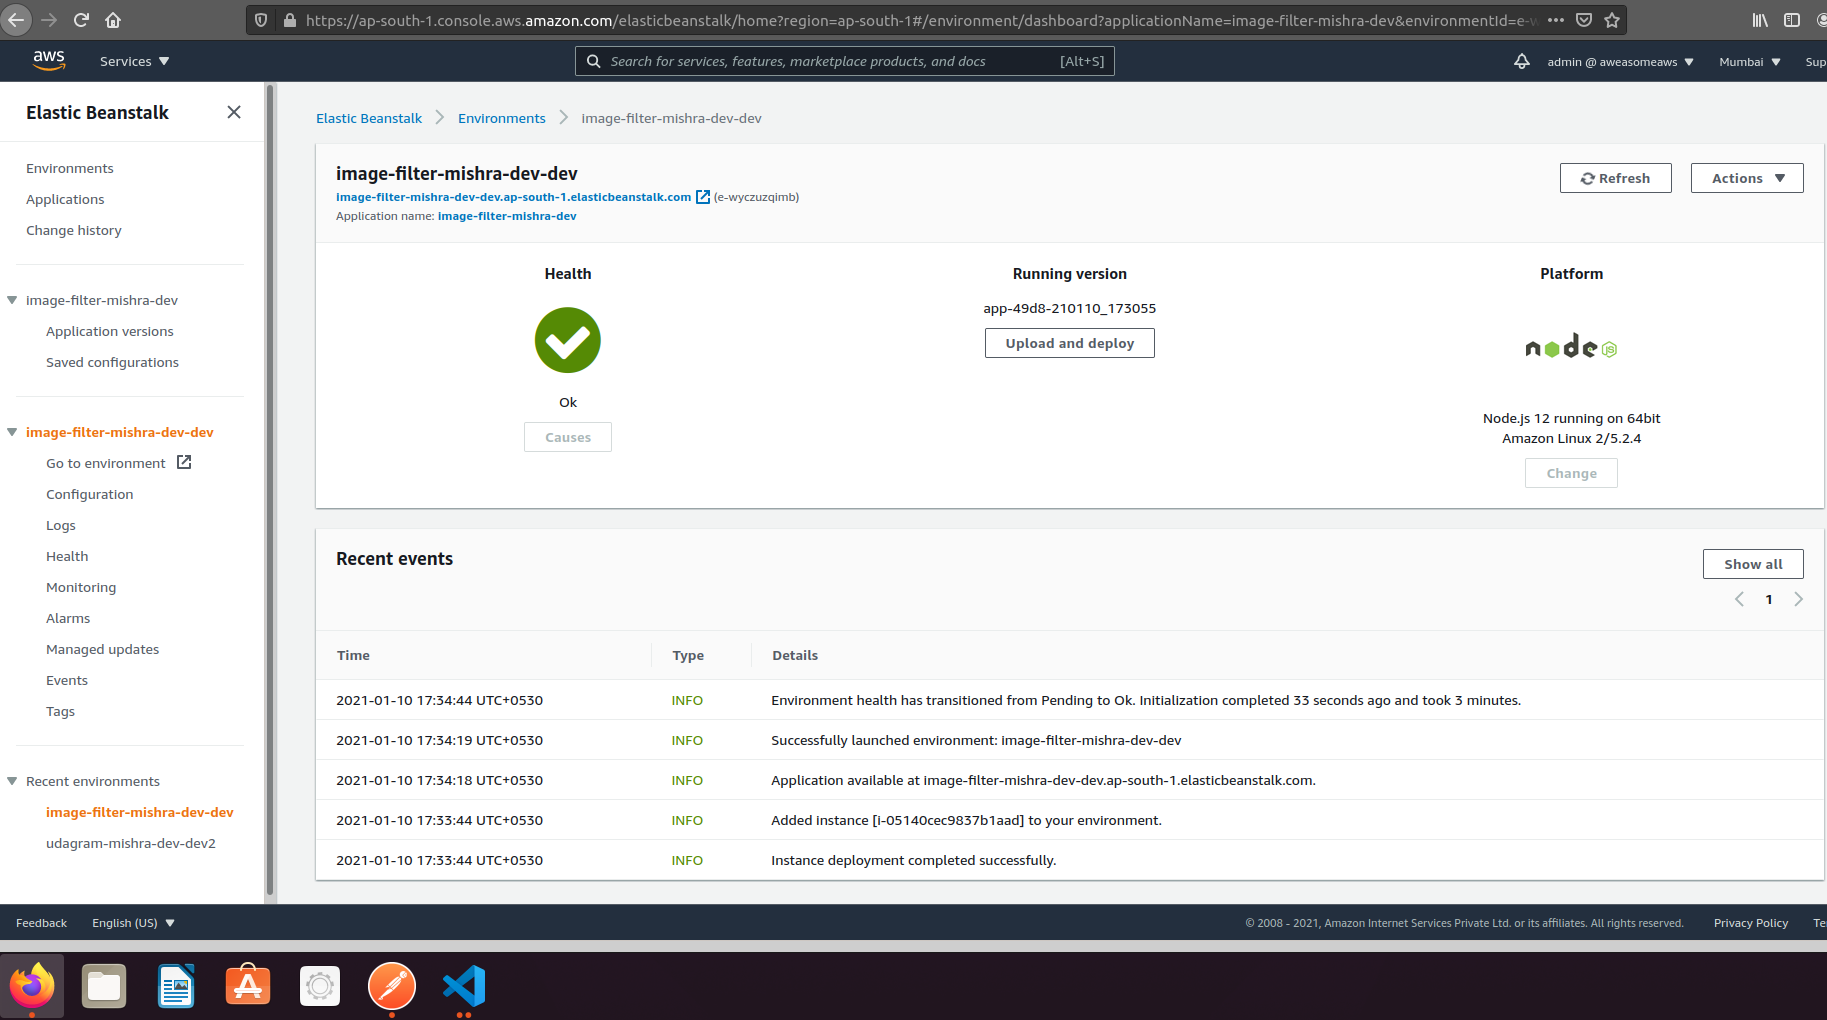 https://ap-south-1.console.aws.amazon.com/elasticbeanstalk/home?region=ap-south-1#/environment/dashboard?applicationName=image-filter-mishra-dev&environmentId=e-w
aws
Services
Search for services, features, marketplace products, and docs
[Alt+S]
admin @ aweasomeaws
Mumbai
Sup
Elastic Beanstalk
Environments
Applications
Change history
image-filter-mishra-dev
Application versions
Saved configurations
image-filter-mishra-dev-dev
Go to environment
Configuration
Logs
Health
Monitoring
Alarms
Managed updates
Events
Tags
Recent environments
image-filter-mishra-dev-dev
udagram-mishra-dev-dev2
Elastic Beanstalk > Environments > image-filter-mishra-dev-dev
image-filter-mishra-dev-dev
image-filter-mishra-dev-dev.ap-south-1.elasticbeanstalk.com (e-wyczuzqimb)
Application name: image-filter-mishra-dev
Refresh
Actions
Health
Ok
Causes
Running version
app-49d8-210110_173055
Upload and deploy
Platform
node JS
Node.js 12 running on 64bit
Amazon Linux 2/5.2.4
Change
Recent events
Show all
1
Time Type Details
2021-01-10 17:34:44 UTC+0530 INFO Environment health has transitioned from Pending to Ok. Initialization completed 33 seconds ago and took 3 minutes.
2021-01-10 17:34:19 UTC+0530 INFO Successfully launched environment: image-filter-mishra-dev-dev
2021-01-10 17:34:18 UTC+0530 INFO Application available at image-filter-mishra-dev-dev.ap-south-1.elasticbeanstalk.com.
2021-01-10 17:33:44 UTC+0530 INFO Added instance [i-05140cec9837b1aad] to your environment.
2021-01-10 17:33:44 UTC+0530 INFO Instance deployment completed successfully.
Feedback
English (US)
© 2008 - 2021, Amazon Internet Services Private Ltd. or its affiliates. All rights reserved.
Privacy Policy
Te